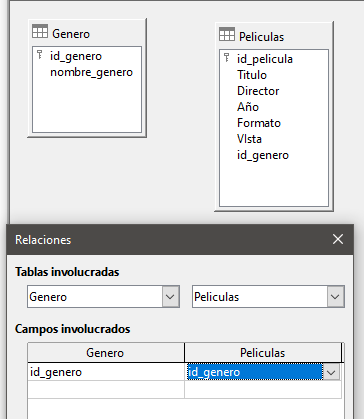 Genero
id_genero
nombre_genero
Peliculas
id_pelicula
Titulo
Director
Año
Formato
VIsta
id_genero
Relaciones
Tablas involucradas
Genero
Peliculas
Campos involucrados
Genero
Peliculas
id_genero
id_genero